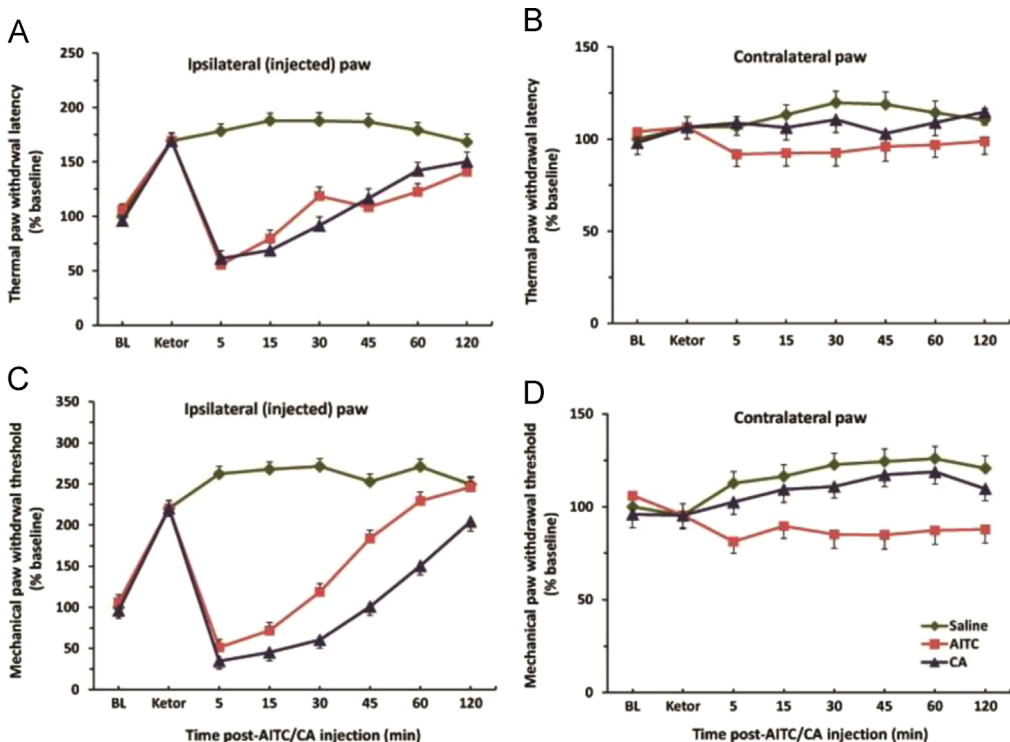 A
Ipsilateral (injected) paw
Thermal paw withdrwal latency
(% baseline)
250
200
150
100
50
0
BL Ketor 5 15 30 45 60 120
B
Contralateral paw
Thermal paw withdrawal latency
(% baseline)
150
100
50
0
BL Ketor 5 15 30 45 60 120
C
Ipsilateral (injected) paw
Mechanical paw withdrwal threshold
(% baseline)
350
300
250
200
150
100
50
0
BL Ketor 5 15 30 45 60 120
Time post-AITC/CA injection (min)
D
Contralateral paw
Mechanical paw withdrawal threshold
(% baseline)
150
100
50
0
Saline
AITC
CA
BL Ketor 5 15 30 45 60 120
Time post-AITC/CA injection (min)